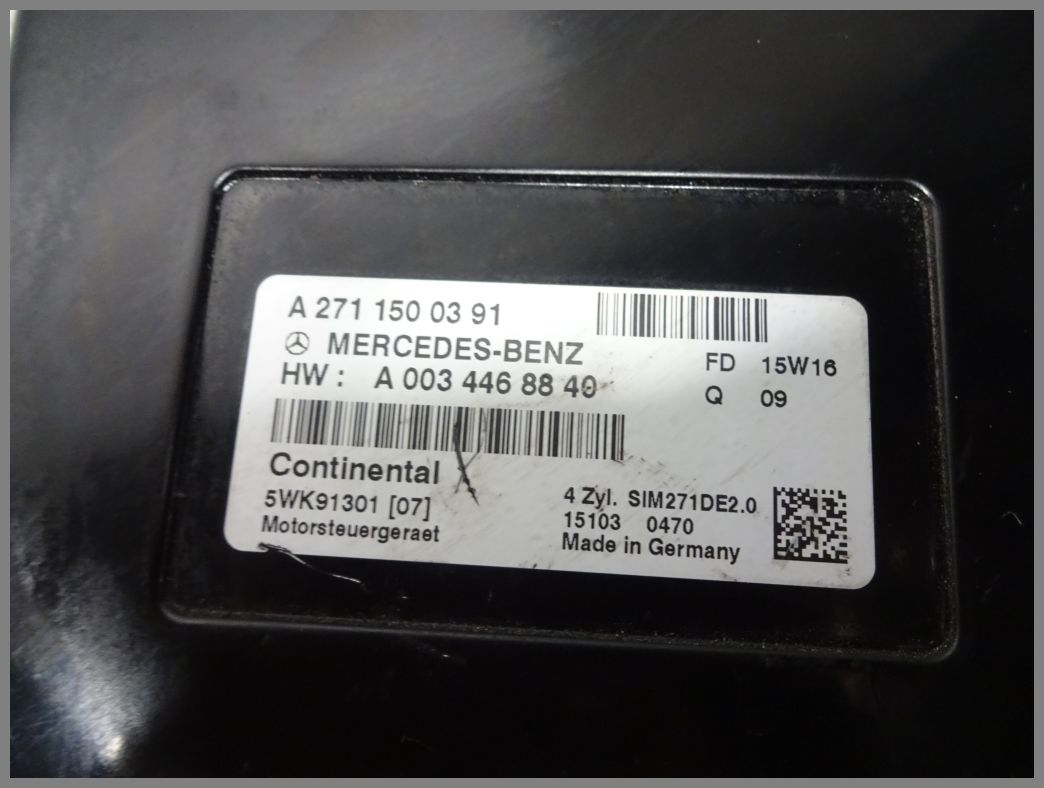 A 271 150 03 91
MERCEDES-BENZ
HW : A 003 446 88 40
FD 15W16
Q 09
Continental
5WK91301 [07]
Motorsteuergeraet
4 Zyl. SIM271DE2.0
15103 0470
Made in Germany